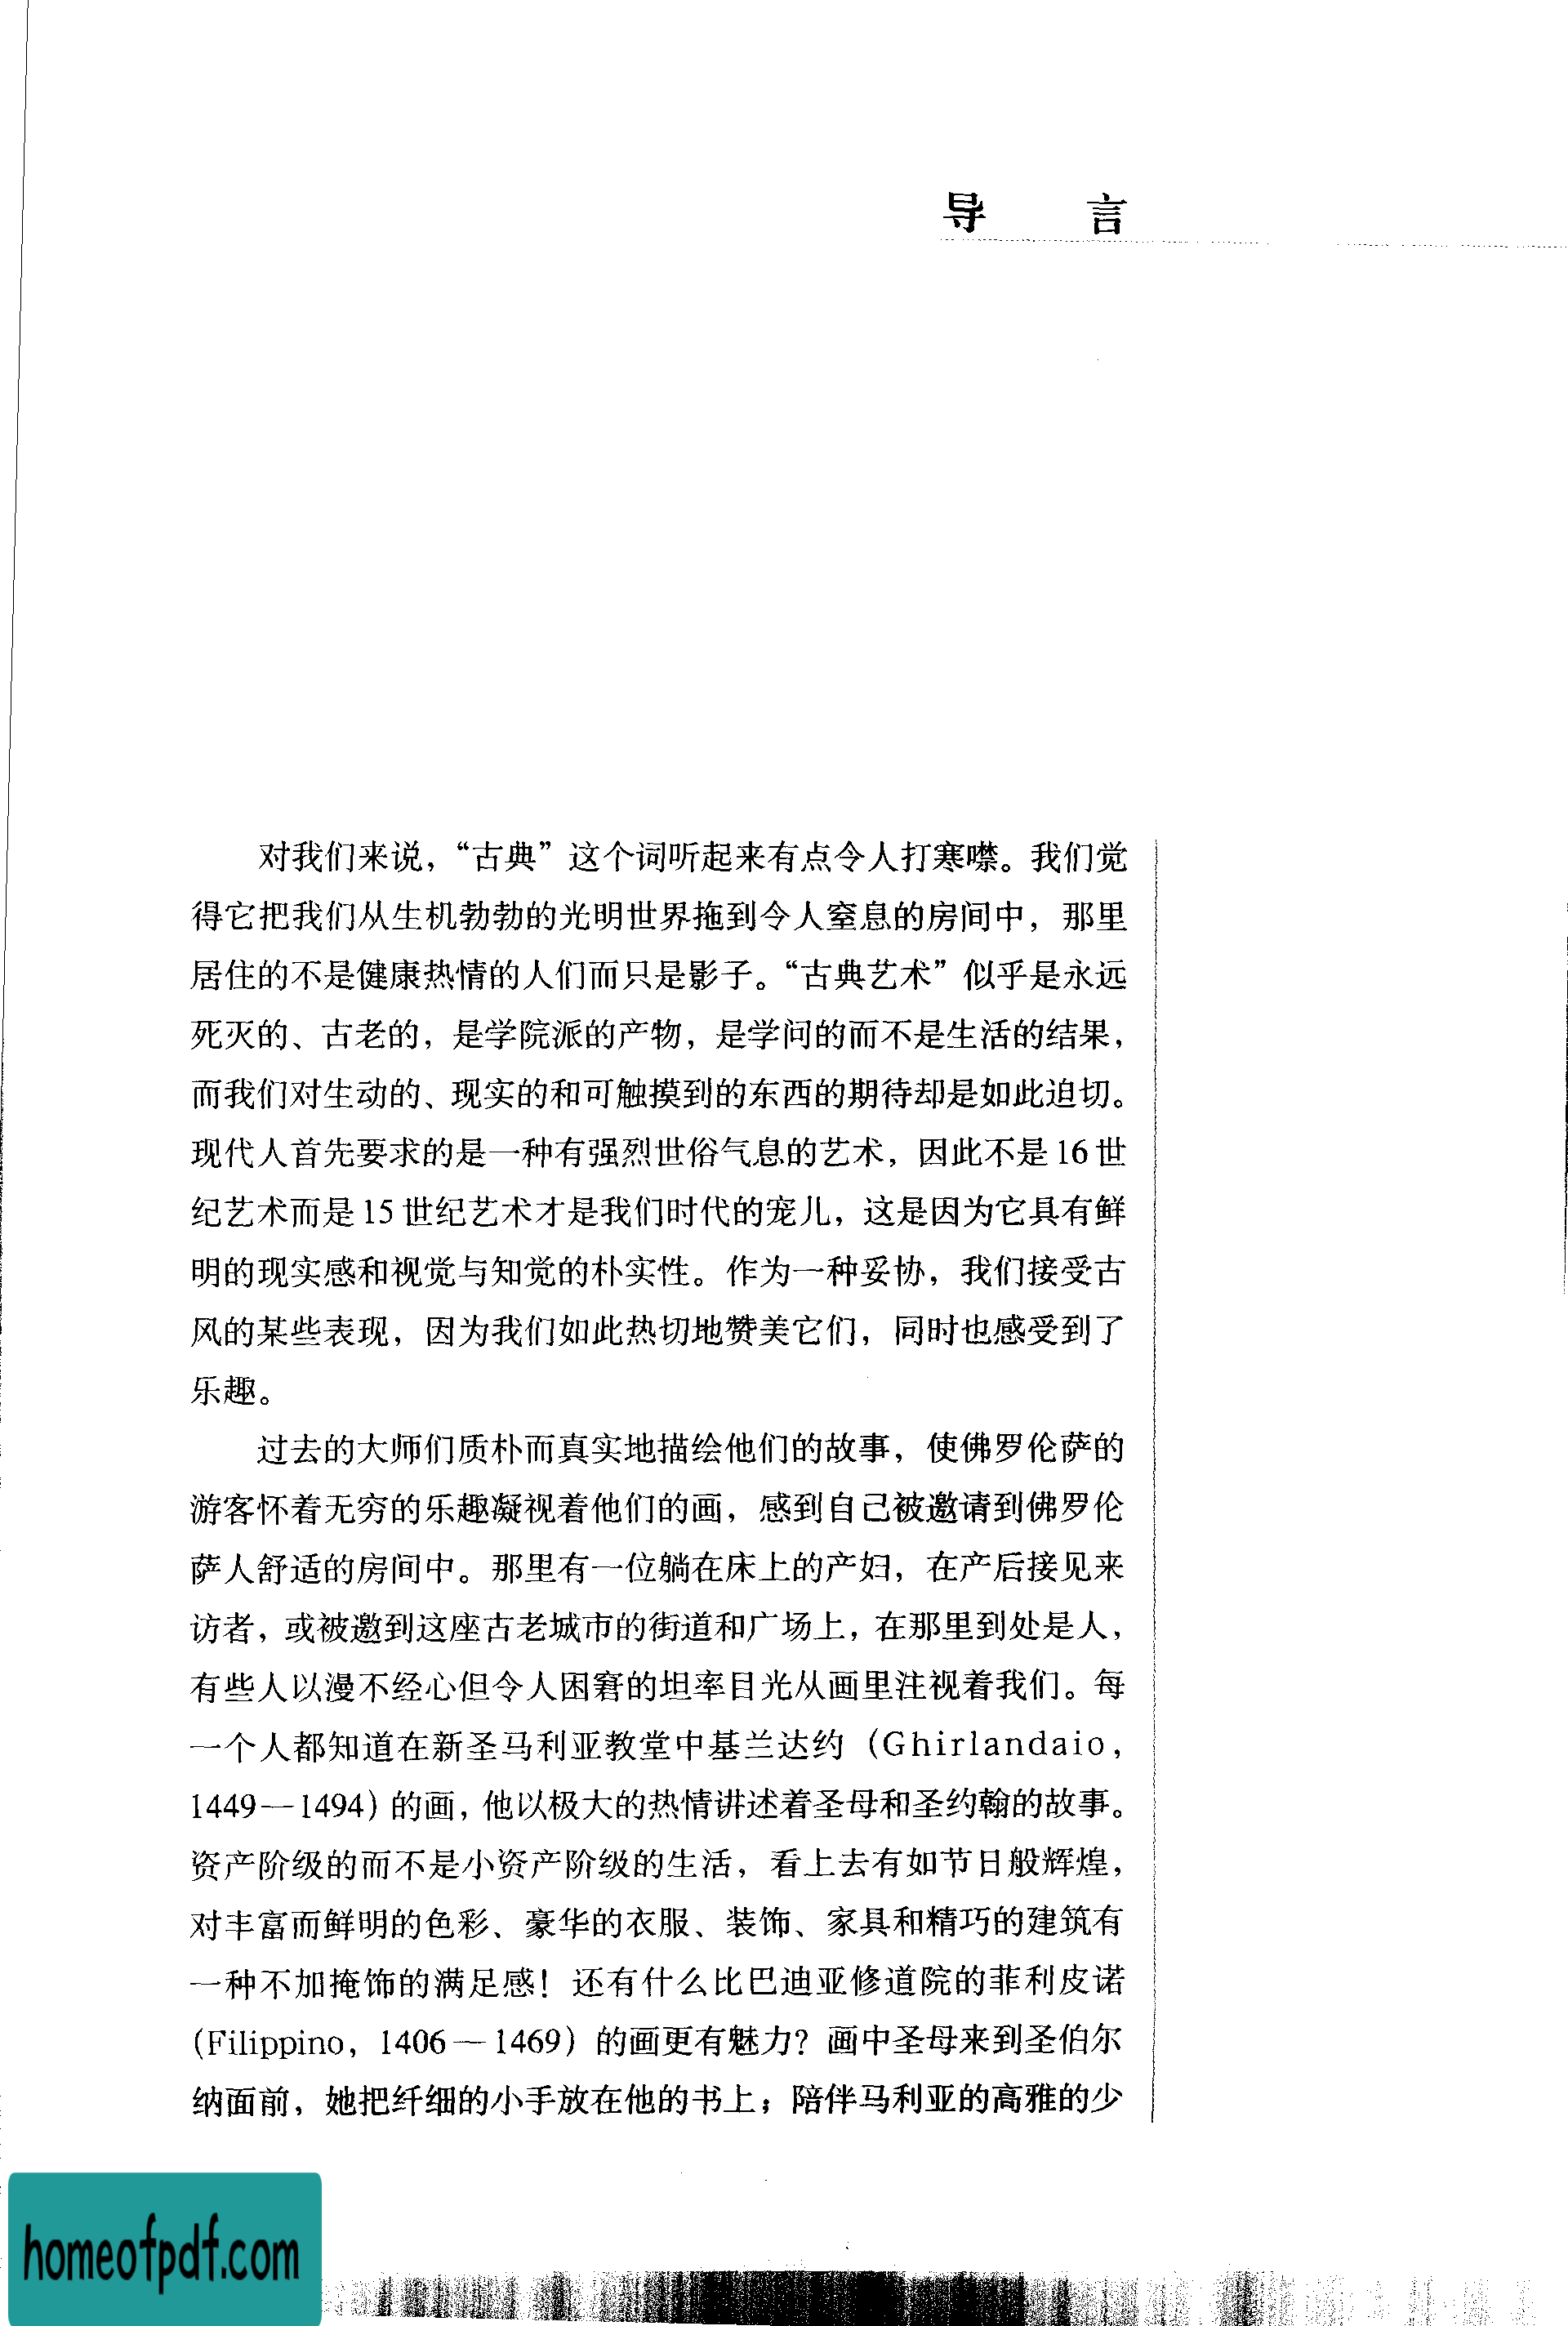 导 言
对我们来说，“古典”这个词听起来有点令人打寒噤。我们觉
得它把我们从生机勃勃的光明世界拖到令人窒息的房间中，那里
居住的不是健康热情的人们而只是影子。“古典艺术”似乎是永远
死灭的、古老的，是学院派的产物，是学问的而不是生活的结果，
而我们对生动的、现实的和可触摸到的东西的期待却是如此迫切。
现代人首先要求的是一种有强烈世俗气息的艺术，因此不是 16 世
纪艺术而是 15 世纪艺术才是我们时代的宠儿，这是因为它具有鲜
明的现实感和视觉与知觉的朴实性。作为一种妥协，我们接受古
风的某些表现，因为我们如此热切地赞美它们，同时也感受到了
乐趣。
过去的大师们质朴而真实地描绘他们的故事，使佛罗伦萨的
游客怀着无穷的乐趣凝视着他们的画，感到自己被邀请到佛罗伦
萨人舒适的房间中。那里有一位躺在床上的产妇，在产后接见来
访者，或被邀到这座古老城市的街道和广场上，在那里到处是人，
有些人以漫不经心但令人困窘的坦率目光从画里注视着我们。每
一个人都知道在新圣马利亚教堂中基兰达约（Ghirlandaio，
1449—1494）的画，他以极大的热情讲述着圣母和圣约翰的故事。
资产阶级的而不是小资产阶级的生活，看上去有如节日般辉煌，
对丰富而鲜明的色彩、豪华的衣服、装饰、家具和精巧的建筑有
一种不加掩饰的满足感！还有什么比巴迪亚修道院的菲利皮诺
(Filippino，1406—1469）的画更有魅力？画中圣母来到圣伯尔
纳面前，她把纤细的小手放在他的书上；陪伴马利亚的高雅的少
homeofpdf.com